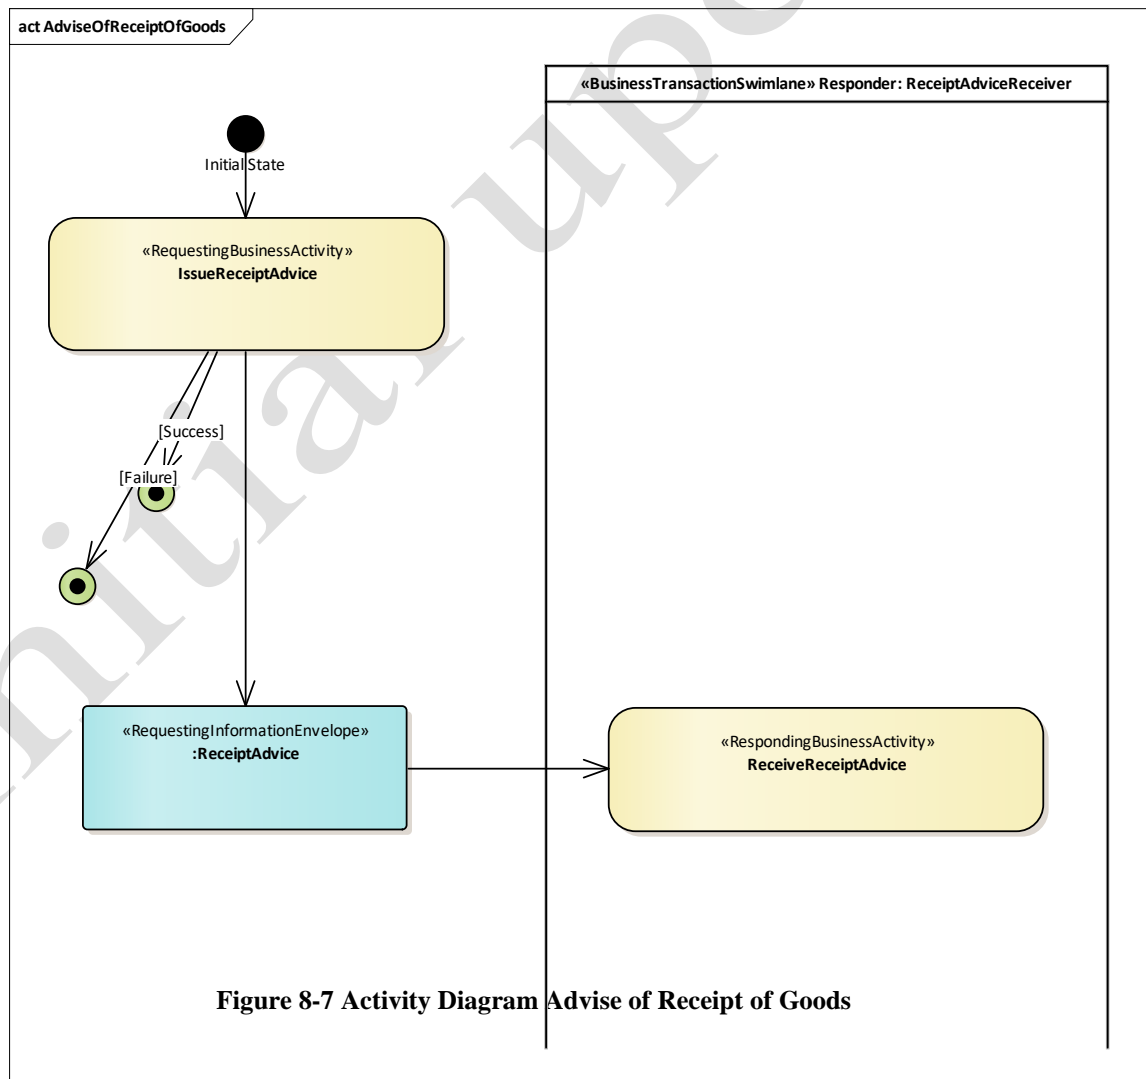 act AdviseOfReceiptOfGoods
«BusinessTransactionSwimlane» Responder: ReceiptAdviceReceiver
Initial State
«RequestingBusinessActivity»
IssueReceiptAdvice
[Success]
[Failure]
«RequestingInformationEnvelope»
:ReceiptAdvice
«RespondingBusinessActivity»
ReceiveReceiptAdvice
Figure 8-7 Activity Diagram Advise of Receipt of Goods